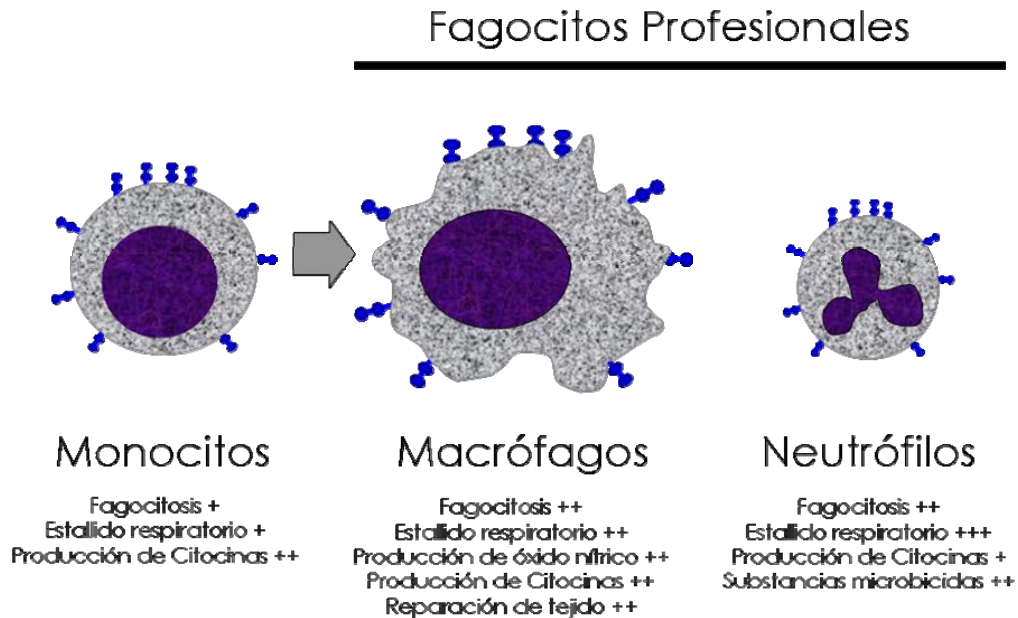 Fagocitos Profesionales
Monocitos
Fagocitosis +
Estallido respiratorio +
Producción de Citocinas ++
Macrófagos
Fagocitosis ++
Estallido respiratorio ++
Producción de óxido nítrico ++
Producción de Citocinas ++
Reparación de tejido ++
Neutrófilos
Fagocitosis ++
Estallido respiratorio +++
Producción de Citocinas +
Substancias microbicidas ++